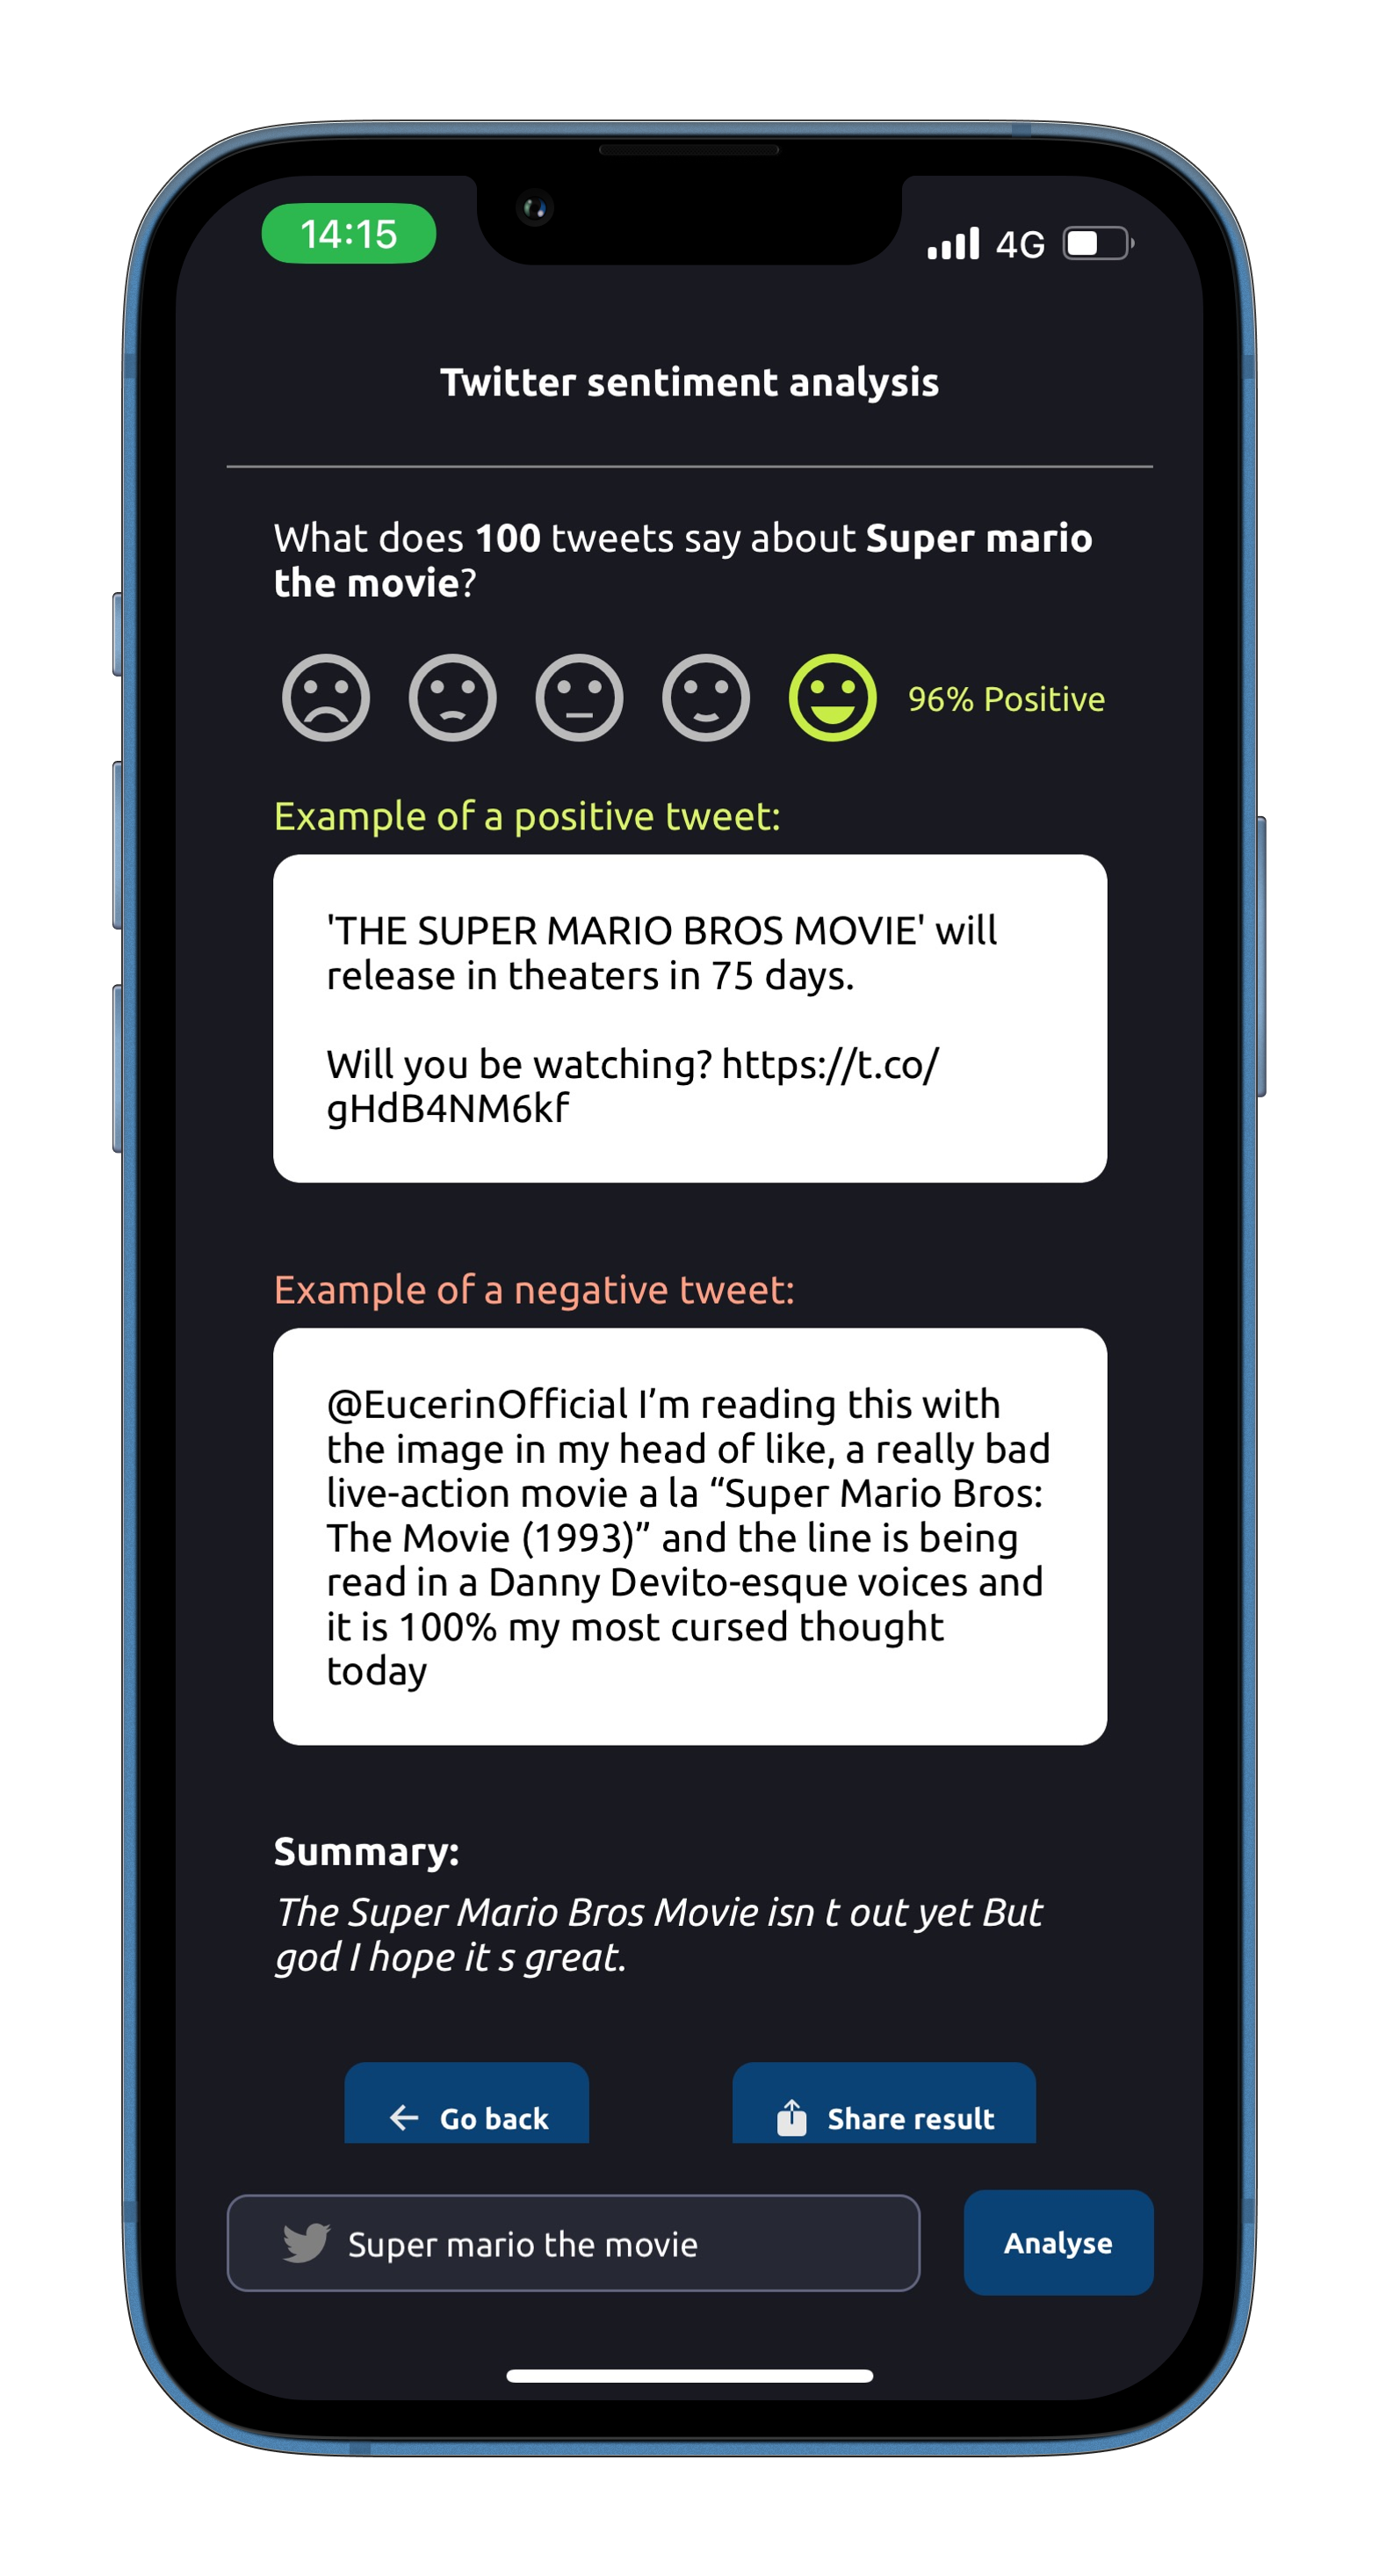 14:15
4G
Twitter sentiment analysis
What does 100 tweets say about Super mario
the movie?
96% Positive
Example of a positive tweet:
'THE SUPER MARIO BROS MOVIE' will
release in theaters in 75 days.
Will you be watching? https://t.co/
gHdB4NM6kf
Example of a negative tweet:
@EucerinOfficial I’m reading this with
the image in my head of like, a really bad
live-action movie a la “Super Mario Bros:
The Movie (1993)” and the line is being
read in a Danny Devito-esque voices and
it is 100% my most cursed thought
today
Summary:
The Super Mario Bros Movie isn t out yet But
god I hope it s great.
Go back
Share result
Super mario the movie
Analyse